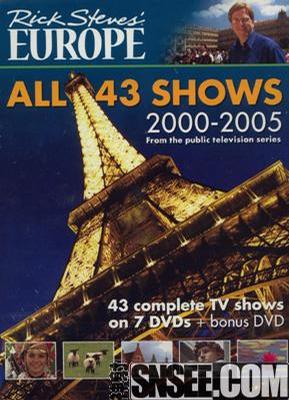 Rick Steves'
EUROPE
ALL 43 SHOWS
2000-2005
From the public television series
43 complete TV shows
on 7 DVDs + bonus DVD
SNSEE.COM